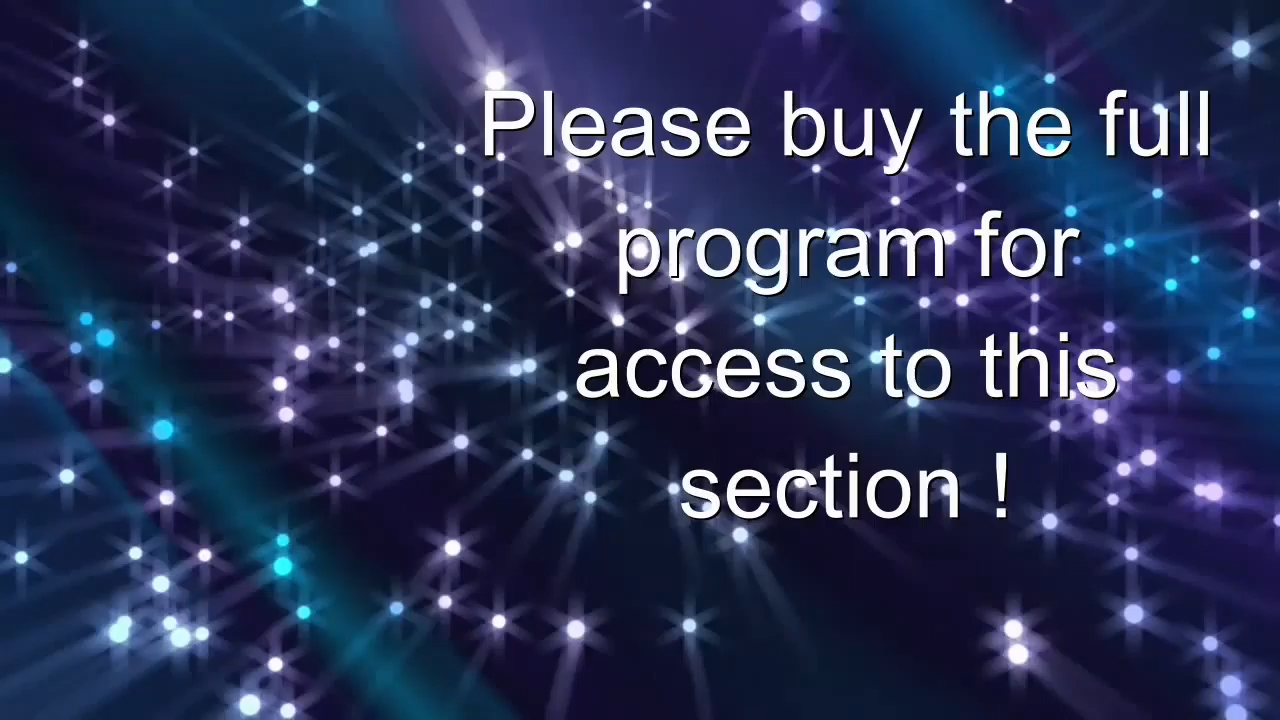 Please buy the full
program for
access to this
section !